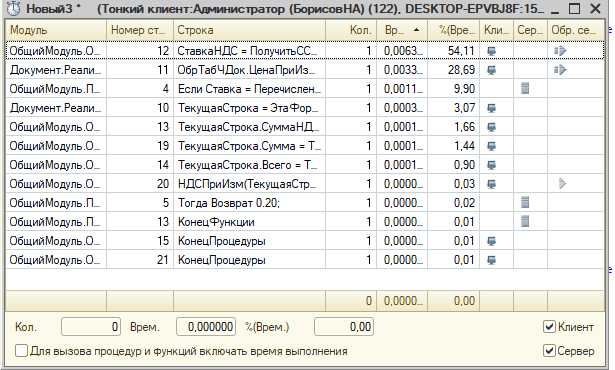 Новый3 * (Тонкий клиент:Администратор (БорисовНА) (122), DESKTOP-EPVBJ8F:15...
Модуль Номер ст... Строка Кол. Вр... %(Вре... Кли... Сер... Обр. се...
ОбщийМодуль.О... 12 СтавкаНДС = ПолучитьСС... 1 0,0063... 54,11
Документ.Реали... 11 ОбрТабЧДок.ЦенаПриИз... 1 0,0033... 28,69
ОбщийМодуль.П... 4 Если Ставка = Перечислен... 1 0,0011... 9,90
Документ.Реали... 10 ТекущаяСтрока = ЭтаФор... 1 0,0003... 3,07
ОбщийМодуль.О... 13 ТекущаяСтрока.СуммаНД... 1 0,0001... 1,66
ОбщийМодуль.О... 19 ТекущаяСтрока.Сумма = Т... 1 0,0001... 1,44
ОбщийМодуль.О... 14 ТекущаяСтрока.Всего = Т... 1 0,0001... 0,90
ОбщийМодуль.О... 20 НДСПриИзм(ТекущаяСтр... 1 0,0000... 0,03
ОбщийМодуль.П... 5 Тогда Возврат 0.20; 1 0,0000... 0,02
ОбщийМодуль.П... 13 КонецФункции 1 0,0000... 0,01
ОбщийМодуль.О... 15 КонецПроцедуры 1 0,0000... 0,01
ОбщийМодуль.О... 21 КонецПроцедуры 1 0,0000... 0,01
0 0,0000... 0,00
Кол. 0 Врем. 0,000000 %(Врем.) 0,00 Клиент
Для вызова процедур и функций включать время выполнения Сервер